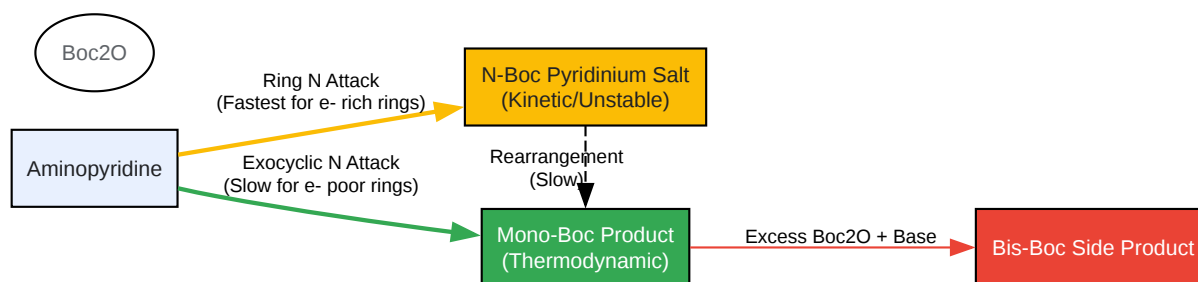 Boc2O
Ring N Attack
(Fastest for e- rich rings)
N-Boc Pyridinium Salt
(Kinetic/Unstable)
Aminopyridine
Exocyclic N Attack
(Slow for e- poor rings)
Rearrangement
(Slow)
Mono-Boc Product
(Thermodynamic)
Excess Boc2O + Base
Bis-Boc Side Product